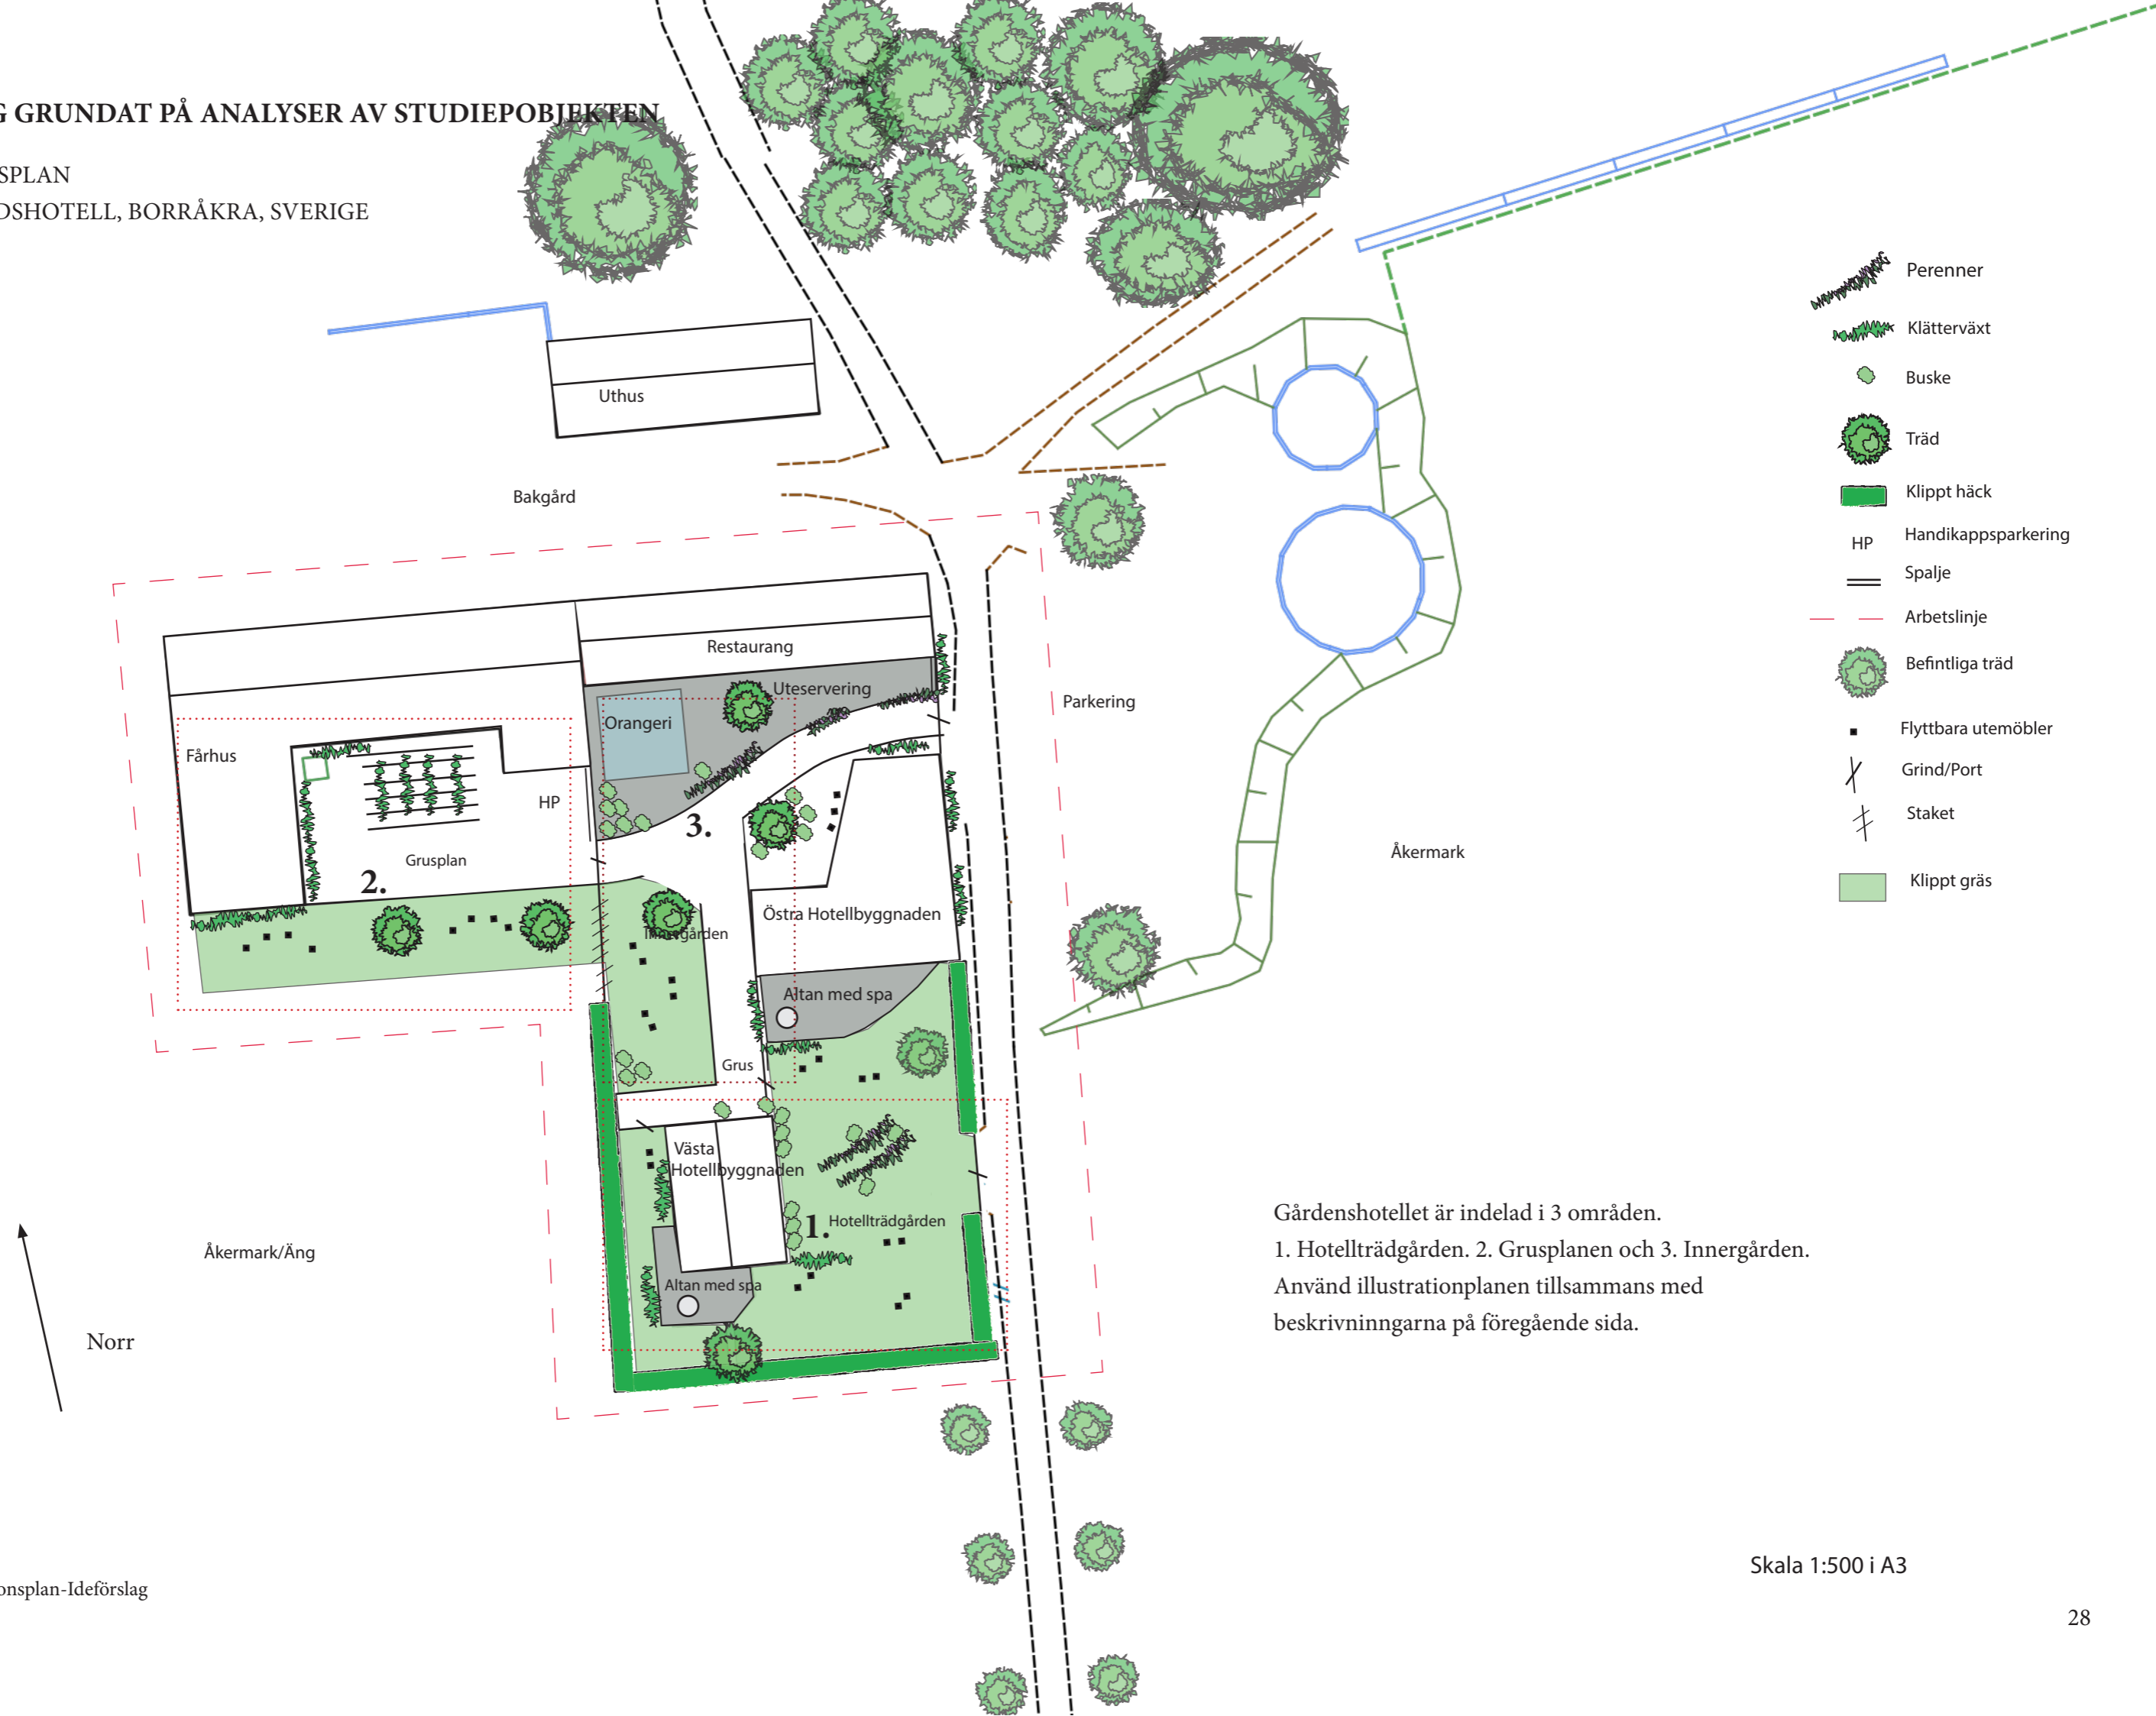 G GRUNDAT PÅ ANALYSER AV STUDIEPOBJEKTEN
SPLAN
DSHOTELL, BORRÅKRA, SVERIGE
Perenner
Klätterväxt
Buske
Träd
Klippt häck
HP Handikappsparkering
Spalje
Arbetslinje
Befintliga träd
Flyttbara utemöbler
Grind/Port
Staket
Klippt gräs
Uthus
Bakgård
Restaurang
Uteservering
Orangeri
Parkering
Fårhus
HP
3.
Grusplan
2.
Åkermark
Östra Hotellbyggnaden
Innergården
Altan med spa
Grus
Västa
Hotellbyggnaden
1. Hotellträdgården
Altan med spa
Åkermark/Äng
Norr
Gårdenshotellet är indelad i 3 områden.
1. Hotellträdgården. 2. Grusplanen och 3. Innergården.
Använd illustrationplanen tillsammans med
beskrivninngarna på föregående sida.
Skala 1:500 i A3
onsplan-Ideförslag
28